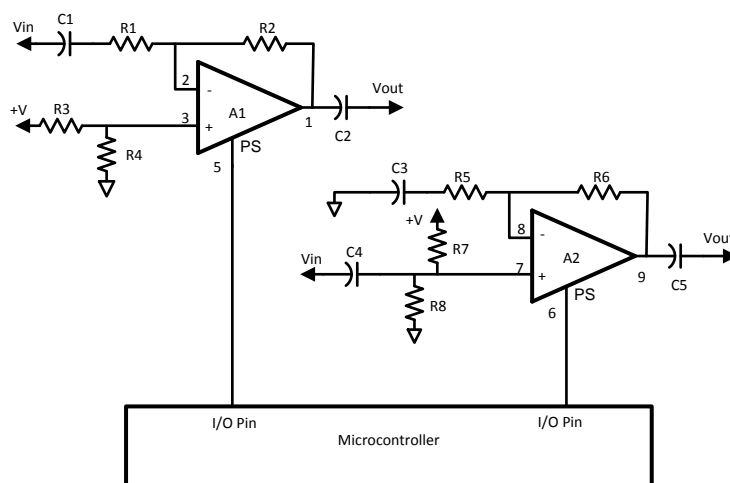 Vin
C1
R1
R2
2
-
A1
Vout
+V
R3
3
+
1
C2
R4
PS
5
C3
R5
R6
+V
8
-
Vin
C4
R7
A2
Vout
7
+
9
C5
R8
PS
6
I/O Pin
I/O Pin
Microcontroller